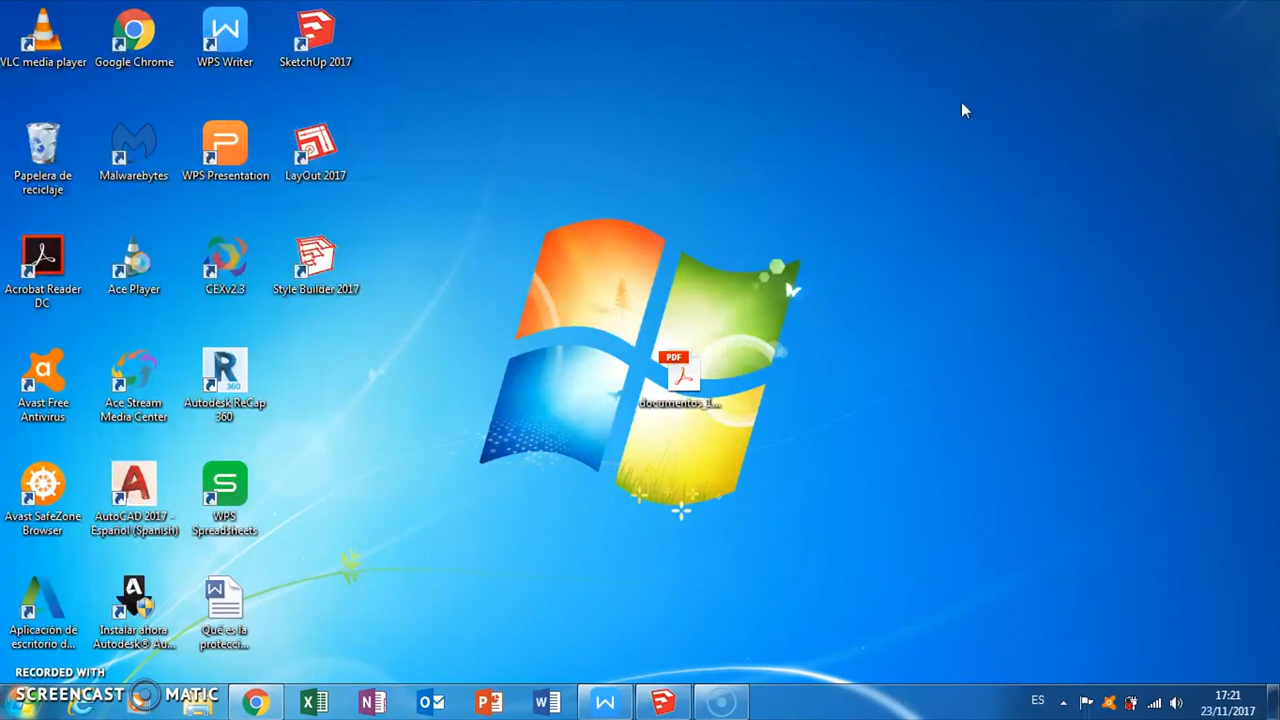 VLC media player
Google Chrome
WPS Writer
SketchUp 2017
Papelera de
reciclaje
Malwarebytes
WPS Presentation
LayOut 2017
Acrobat Reader
DC
Ace Player
CEXv2.3
Style Builder 2017
PDF
documentos_1...
Avast Free
Antivirus
Ace Stream
Media Center
360
Autodesk ReCap
360
Avast SafeZone
Browser
AutoCAD 2017 -
Español (Spanish)
WPS
Spreadsheets
Aplicación de
escritorio d...
Instalar ahora
Autodesk® Au...
Qué es la
protecci...
RECORDED WITH
SCREENCAST MATIC
ES
17:21
23/11/2017